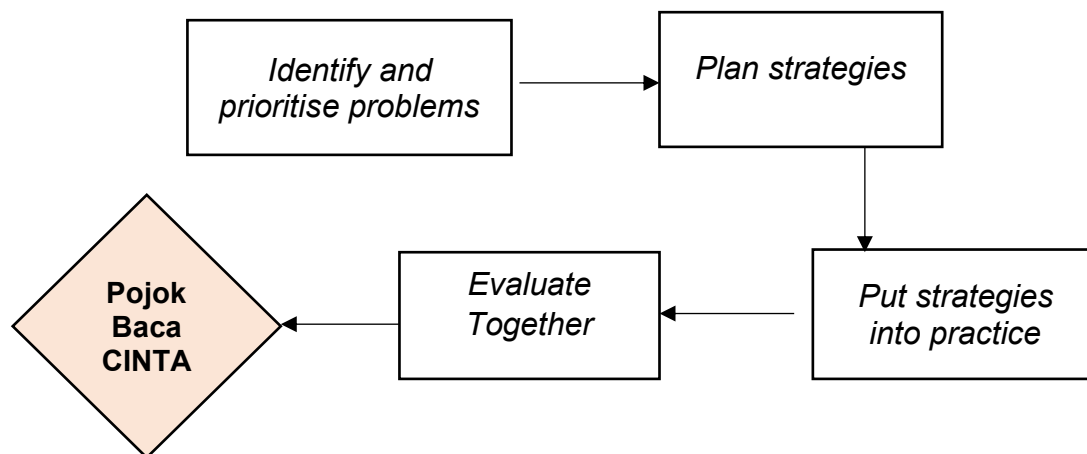 Identify and
prioritise problems
Plan strategies
Put strategies
into practice
Evaluate
Together
Pojok
Baca
CINTA